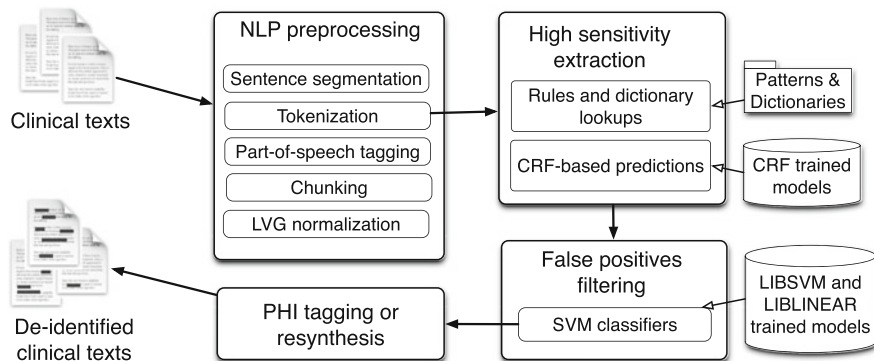 Clinical texts
NLP preprocessing
Sentence segmentation
Tokenization
Part-of-speech tagging
Chunking
LVG normalization
High sensitivity
extraction
Rules and dictionary
lookups
CRF-based predictions
Patterns &
Dictionaries
CRF trained
models
False positives
filtering
SVM classifiers
LIBSVM and
LIBLINEAR
trained models
PHI tagging or
resynthesis
De-identified
clinical texts